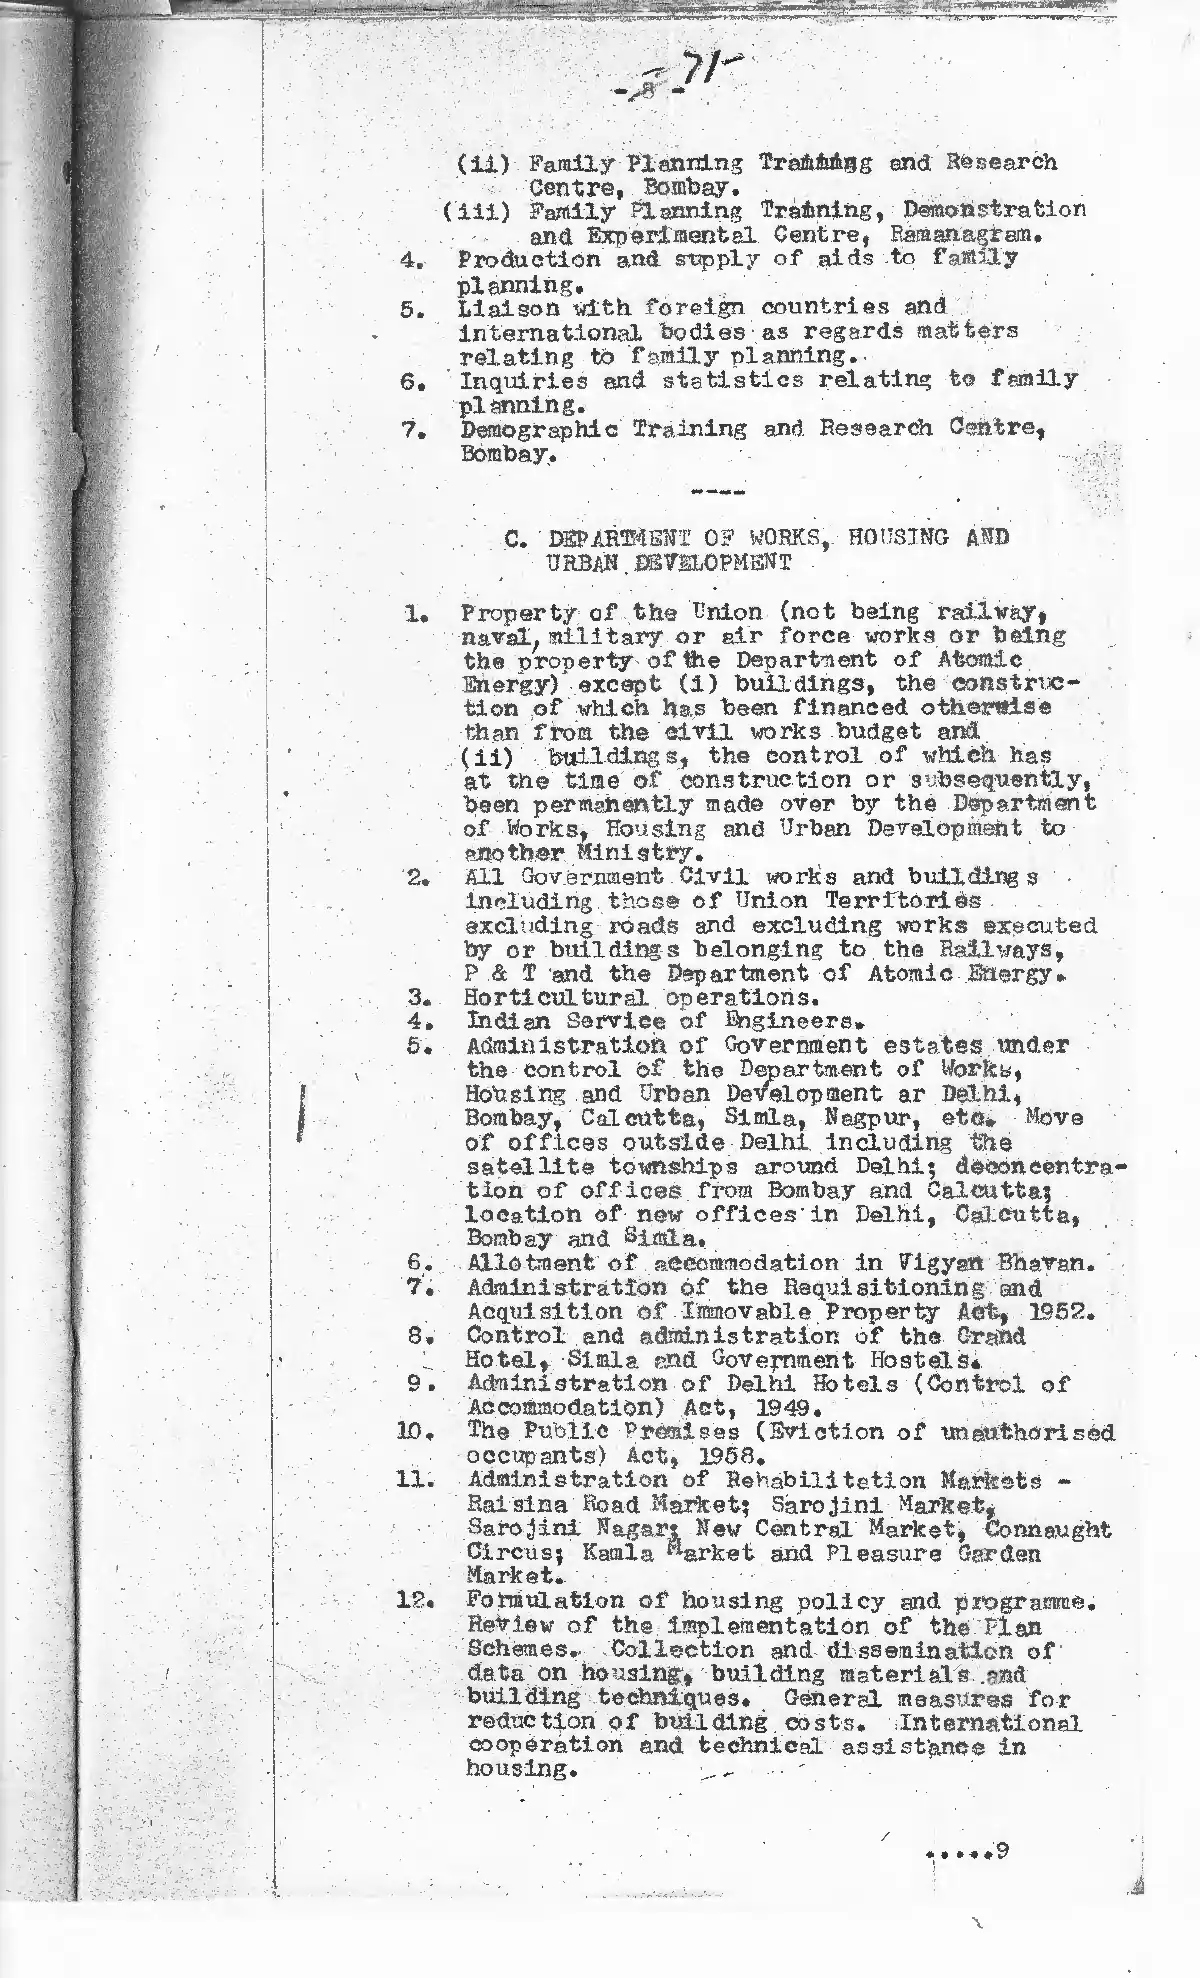 71
- 8 -
(ii) Family Planning Training and Research
Centre, Bombay.
(iii) Family Planning Training, Demonstration
and Experimental Centre, Ramanagram.
4. Production and supply of aids to family
planning.
5. Liaison with foreign countries and
international bodies as regards matters
relating to family planning.
6. Inquiries and statistics relating to family
planning.
7. Demographic Training and Research Centre,
Bombay.
----
C. DEPARTMENT OF WORKS, HOUSING AND
URBAN DEVELOPMENT
1. Property of the Union (not being railway,
naval, military or air force works or being
the property of the Department of Atomic
Energy) except (i) buildings, the construc-
tion of which has been financed otherwise
than from the civil works budget and
(ii) buildings, the control of which has
at the time of construction or subsequently,
been permanently made over by the Department
of Works, Housing and Urban Development to
another Ministry.
2. All Government Civil works and buildings
including those of Union Territories
excluding roads and excluding works executed
by or buildings belonging to the Railways,
P & T and the Department of Atomic Energy.
3. Horticultural operations.
4. Indian Service of Engineers.
5. Administration of Government estates under
the control of the Department of Works,
Housing and Urban Development ar Delhi,
Bombay, Calcutta, Simla, Nagpur, etc. Move
of offices outside Delhi including the
satellite townships around Delhi; deconcentra-
tion of offices from Bombay and Calcutta;
location of new offices in Delhi, Calcutta,
Bombay and Simla.
6. Allotment of accommodation in Vigyan Bhavan.
7. Administration of the Requisitioning and
Acquisition of Immovable Property Act, 1952.
8. Control and administration of the Grand
Hotel, Simla and Government Hostels.
9. Administration of Delhi Hotels (Control of
Accommodation) Act, 1949.
10. The Public Premises (Eviction of unauthorised
occupants) Act, 1958.
11. Administration of Rehabilitation Markets -
Raisina Road Market; Sarojini Market,
Sarojini Nagar; New Central Market, Connaught
Circus; Kamla Market and Pleasure Garden
Market.
12. Formulation of housing policy and programme.
Review of the implementation of the Plan
Schemes. Collection and dissemination of
data on housing, building materials and
building techniques. General measures for
reduction of building costs. International
cooperation and technical assistance in
housing.
.....9